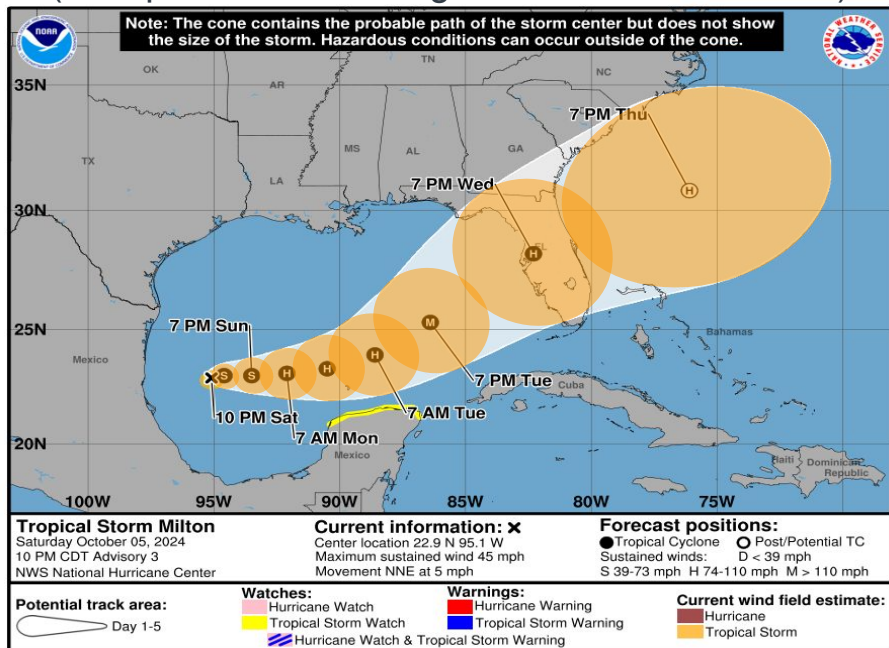 Note: The cone contains the probable path of the storm center but does not show
the size of the storm. Hazardous conditions can occur outside of the cone.
NOAA
NATIONAL WEATHER SERVICE
OK
AR
TN
NC
35N
7 PM Thu
TX
MS
AL
GA
LA
7 PM Wed
H
30N
FL
H
7 PM Sun
25N
M
Bahamas
Mexico
H
H
H
S
S
7 PM Tue
Cuba
10 PM Sat
7 AM Tue
7 AM Mon
20N
Mexico
Haiti
Dominican
Republic
100W
95W
90W
85W
80W
75W
Tropical Storm Milton
Saturday October 05, 2024
10 PM CDT Advisory 3
NWS National Hurricane Center
Current information:
Center location 22.9 N 95.1 W
Maximum sustained wind 45 mph
Movement NNE at 5 mph
Forecast positions:
Tropical Cyclone Post/Potential TC
Sustained winds: D < 39 mph
S 39-73 mph H 74-110 mph M > 110 mph
Potential track area:
Day 1-5
Watches:
Hurricane Watch
Tropical Storm Watch
Warnings:
Hurricane Warning
Tropical Storm Warning
Hurricane Watch & Tropical Storm Warning
Current wind field estimate:
Hurricane
Tropical Storm